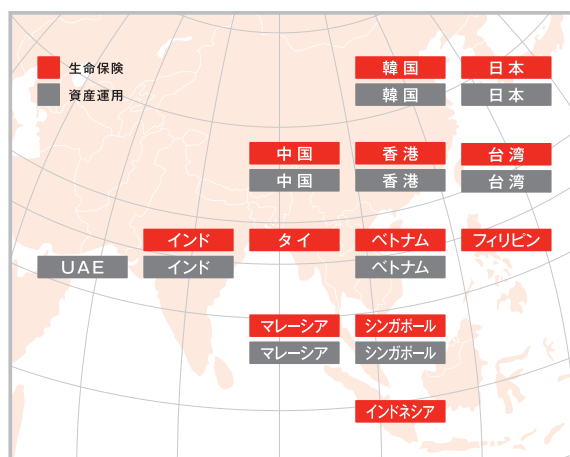 生命保険
資産運用
韓国 日本
韓国 日本
中国 香港 台湾
中国 香港 台湾
インド タイ ベトナム フィリピン
UAE インド ベトナム
マレーシア シンガポール
マレーシア シンガポール
インドネシア